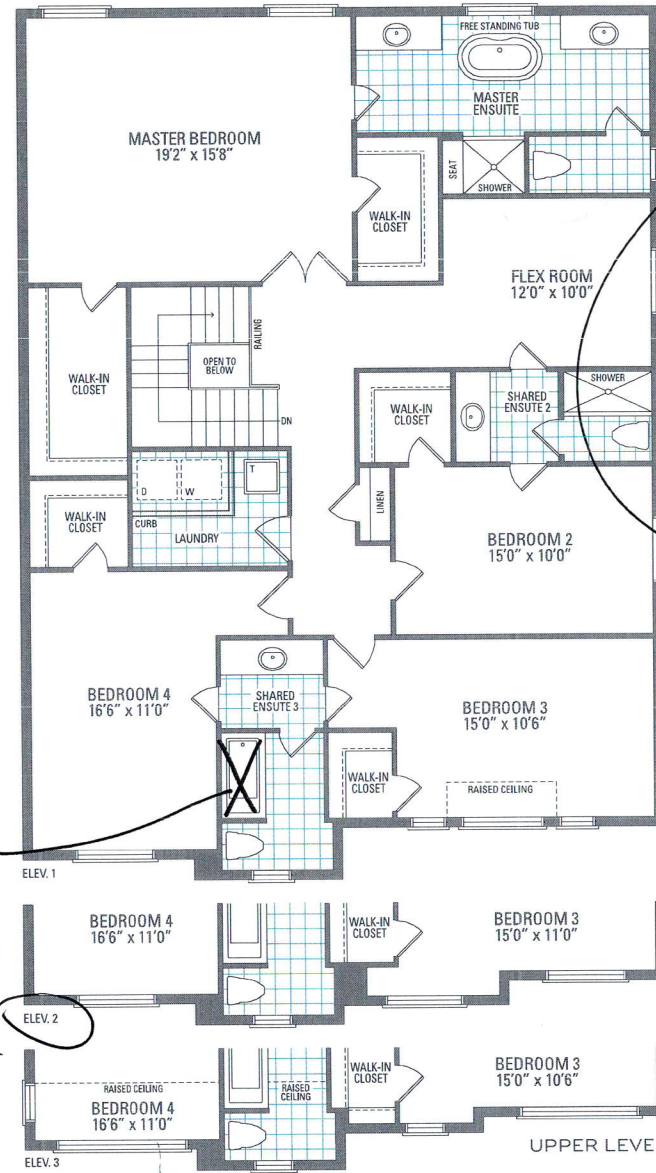 FREE STANDING TUB
MASTER
ENSUITE
MASTER BEDROOM
19'2" x 15'8"
SEAT
SHOWER
WALK-IN
CLOSET
FLEX ROOM
12'0" x 10'0"
RAILING
OPEN TO
BELOW
WALK-IN
CLOSET
DN
SHOWER
SHARED
ENSUITE 2
WALK-IN
CLOSET
D
W
T
CURB
LAUNDRY
LINEN
WALK-IN
CLOSET
BEDROOM 2
15'0" x 10'0"
BEDROOM 4
16'6" x 11'0"
SHARED
ENSUITE 3
BEDROOM 3
15'0" x 10'6"
WALK-IN
CLOSET
RAISED CEILING
ELEV. 1
BEDROOM 4
16'6" x 11'0"
WALK-IN
CLOSET
BEDROOM 3
15'0" x 11'0"
ELEV. 2
RAISED CEILING
BEDROOM 4
16'6" x 11'0"
RAISED
CEILING
WALK-IN
CLOSET
BEDROOM 3
15'0" x 10'6"
ELEV. 3
UPPER LEVE